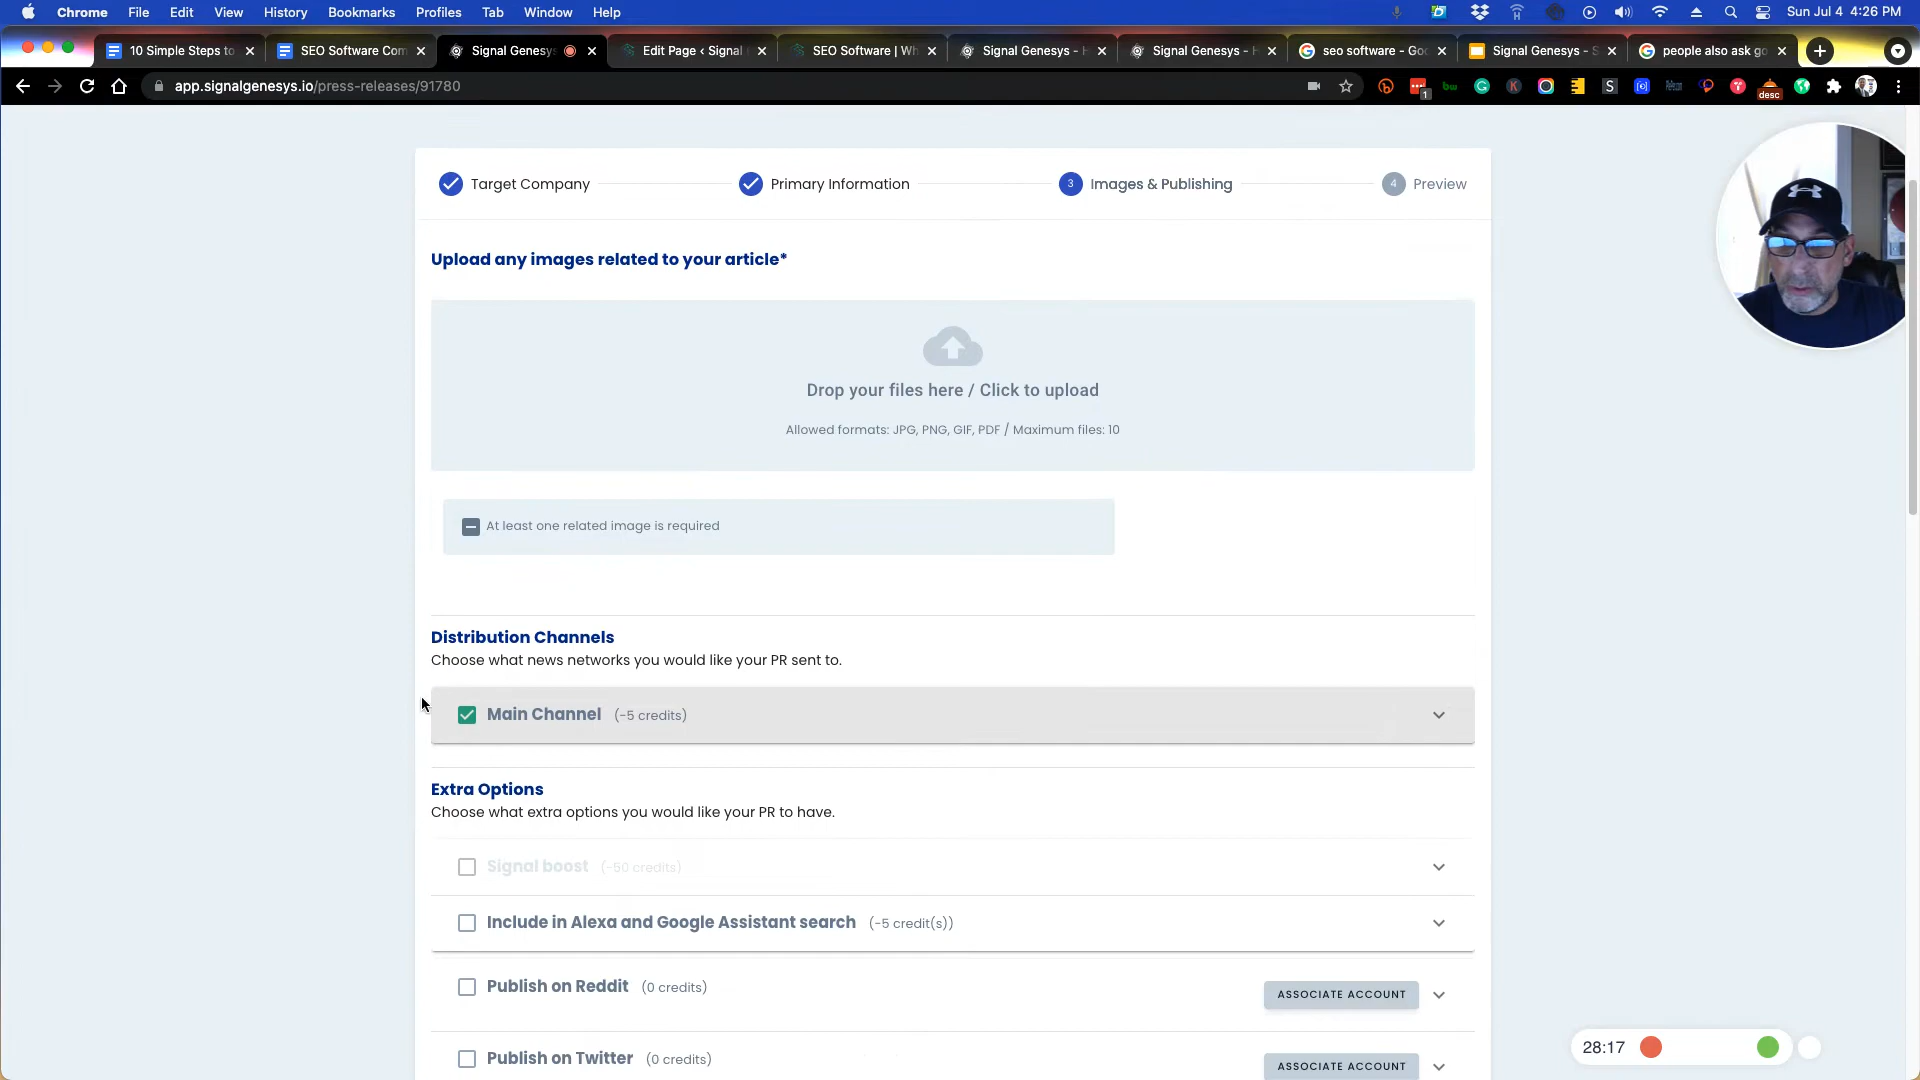 Chrome File Edit View History Bookmarks Profiles Tab Window Help Sun Jul 4 4:26 PM
10 Simple Steps to SEO Software Com Signal Genesys Edit Page ‹ Signal SEO Software | Wh Signal Genesys - H Signal Genesys - H seo software - Goo Signal Genesys - S people also ask go
app.signalgenesys.io/press-releases/91780
1
desc
Target Company
Primary Information
3 Images & Publishing
4 Preview
Upload any images related to your article*
Drop your files here / Click to upload
Allowed formats: JPG, PNG, GIF, PDF / Maximum files: 10
At least one related image is required
Distribution Channels
Choose what news networks you would like your PR sent to.
Main Channel (-5 credits)
Extra Options
Choose what extra options you would like your PR to have.
Signal boost (-50 credits)
Include in Alexa and Google Assistant search (-5 credit(s))
Publish on Reddit (0 credits) ASSOCIATE ACCOUNT
Publish on Twitter (0 credits) ASSOCIATE ACCOUNT
28:17